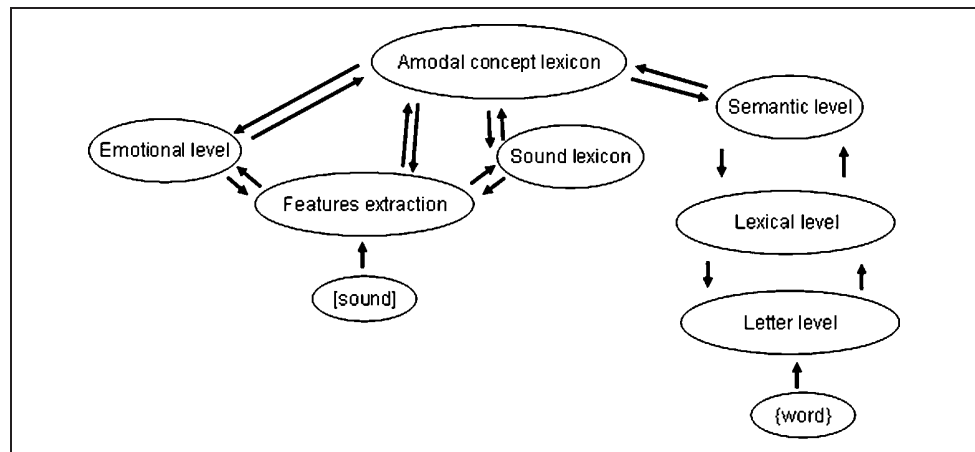 Amodal concept lexicon
Semantic level
Emotional level
Sound lexicon
Features extraction
Lexical level
[sound]
Letter level
{word}